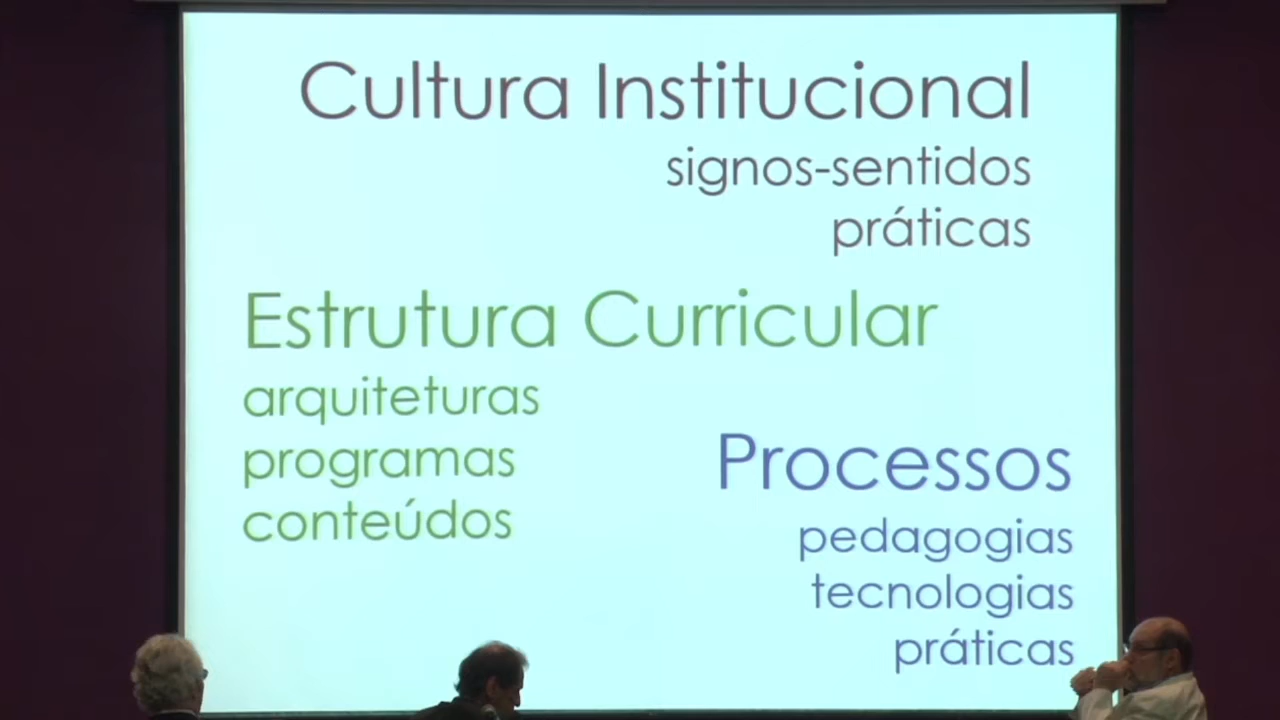 Cultura Institucional
signos-sentidos
práticas
Estrutura Curricular
arquiteturas
programas
conteúdos
Processos
pedagogias
tecnologias
práticas